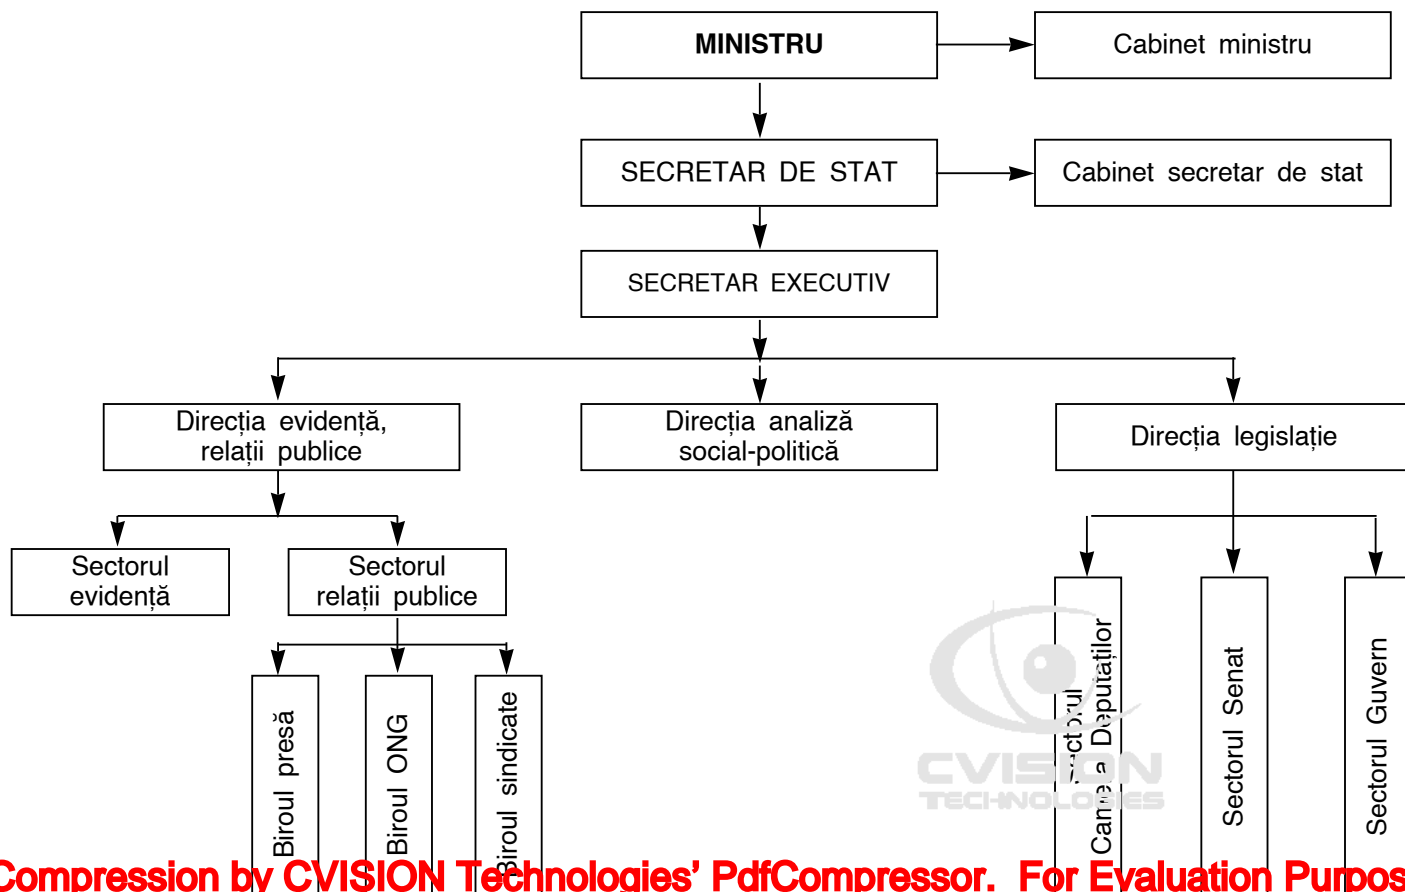 MINISTRU
Cabinet ministru
SECRETAR DE STAT
Cabinet secretar de stat
SECRETAR EXECUTIV
Direcția evidență,
relații publice
Direcția analiză
social-politică
Direcția legislație
Sectorul
evidență
Sectorul
relații publice
Biroul presă
Biroul ONG
Biroul sindicate
Sectorul
Camera Deputaților
Sectorul Senat
Sectorul Guvern
CVISION
TECHNOLOGIES
Compression by CVISION Technologies' PdfCompressor. For Evaluation Purpos